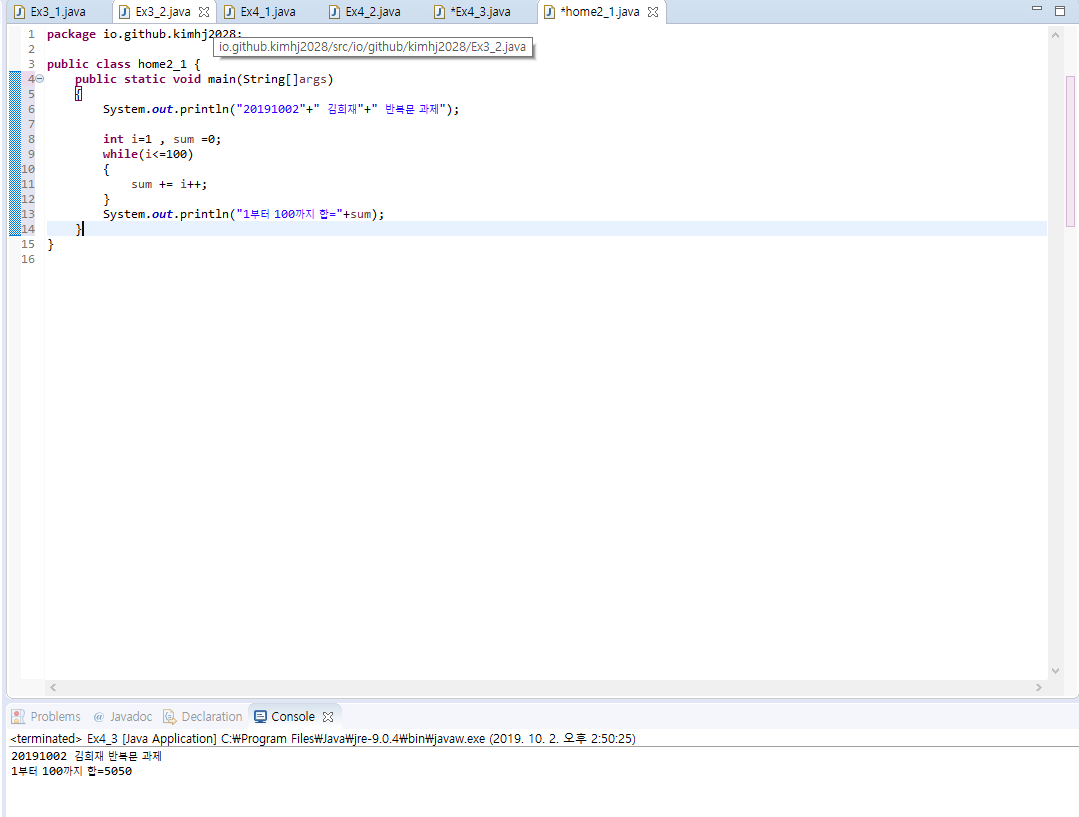 Ex3_1.java Ex3_2.java Ex4_1.java Ex4_2.java *Ex4_3.java *home2_1.java
1 package io.github.kimhj2028;
io.github.kimhj2028/src/io/github/kimhj2028/Ex3_2.java
2
3 public class home2_1 {
4 public static void main(String[]args)
5 {
6 System.out.println("20191002"+" 김희재"+" 반복문 과제");
7
8 int i=1 , sum =0;
9 while(i<=100)
10 {
11 sum += i++;
12 }
13 System.out.println("1부터 100까지 합="+sum);
14 }
15 }
16
Problems @ Javadoc Declaration Console
<terminated> Ex4_3 [Java Application] C:₩Program Files₩Java₩jre-9.0.4₩bin₩javaw.exe (2019. 10. 2. 오후 2:50:25)
20191002 김희재 반복문 과제
1부터 100까지 합=5050